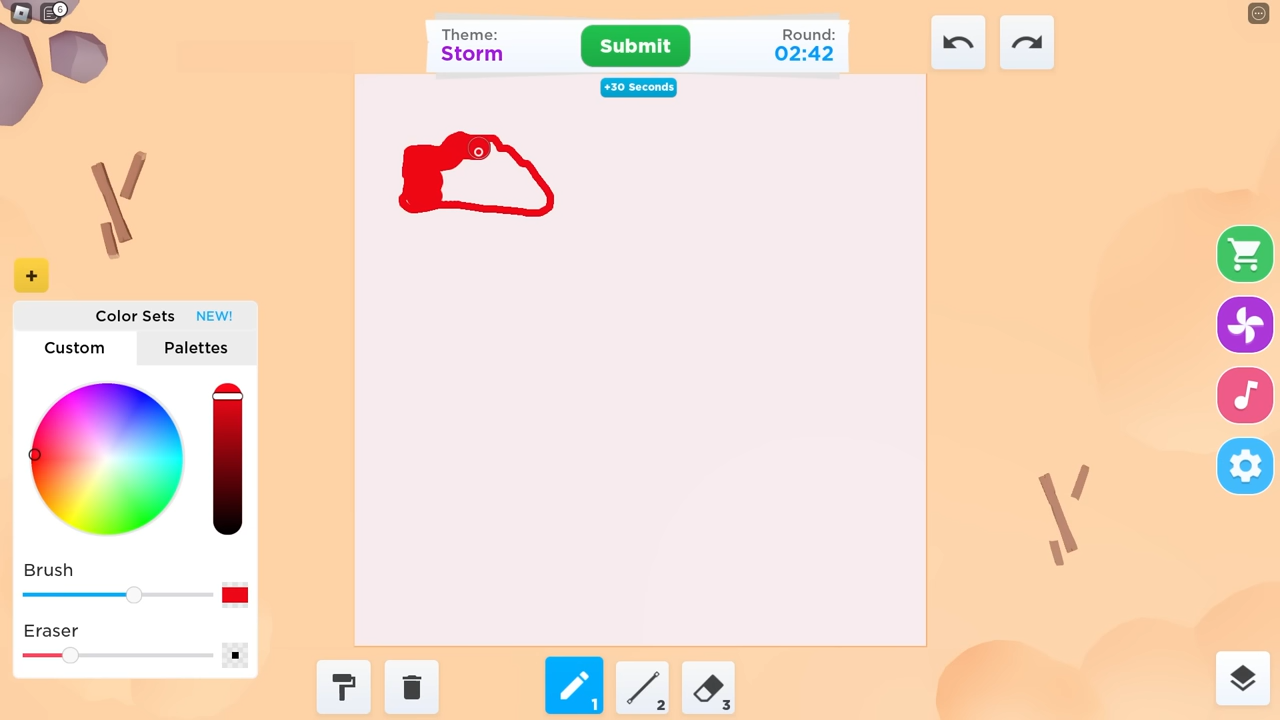 6
Theme:
Storm
Submit
Round:
02:42
+30 Seconds
+
Color Sets NEW!
Custom Palettes
Brush
Eraser
1
2
3